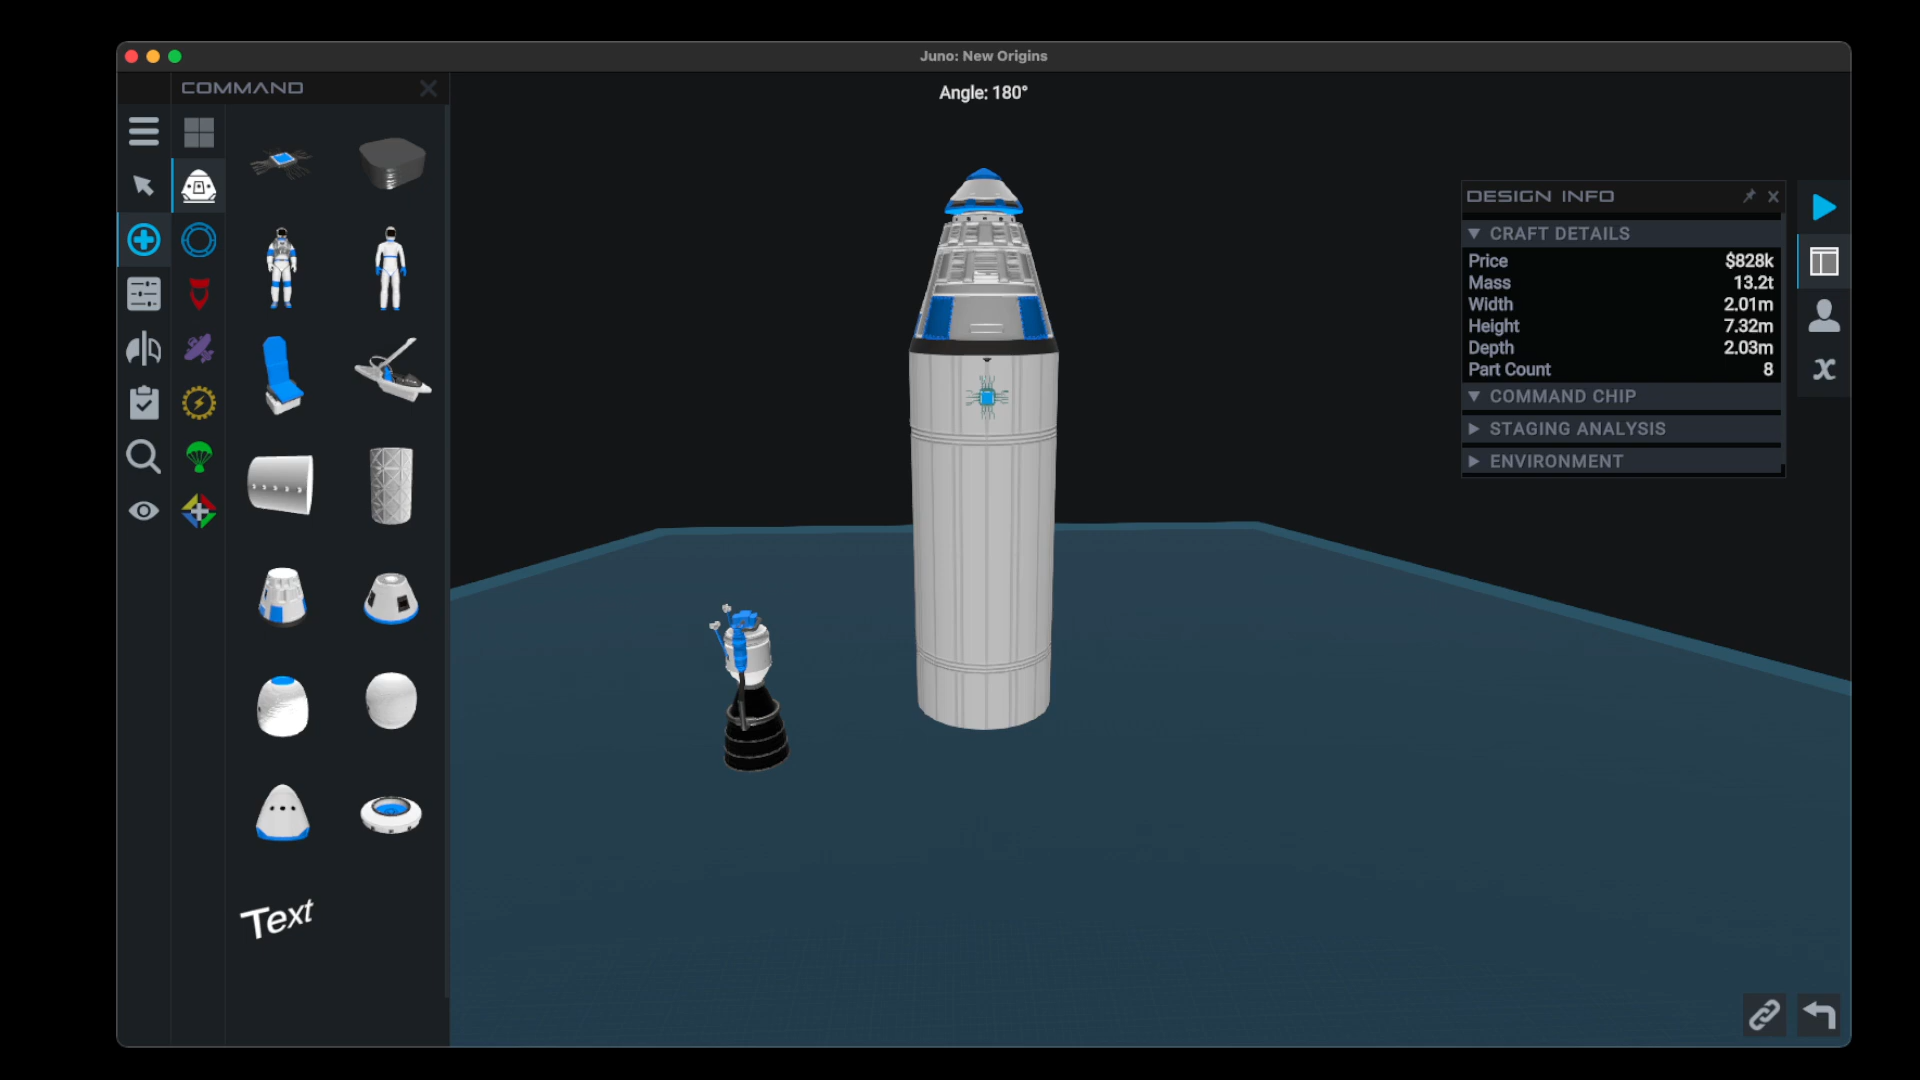 Juno: New Origins
COMMAND
Angle: 180°
Text
DESIGN INFO
CRAFT DETAILS
Price $828k
Mass 13.2t
Width 2.01m
Height 7.32m
Depth 2.03m
Part Count 8
COMMAND CHIP
STAGING ANALYSIS
ENVIRONMENT
x